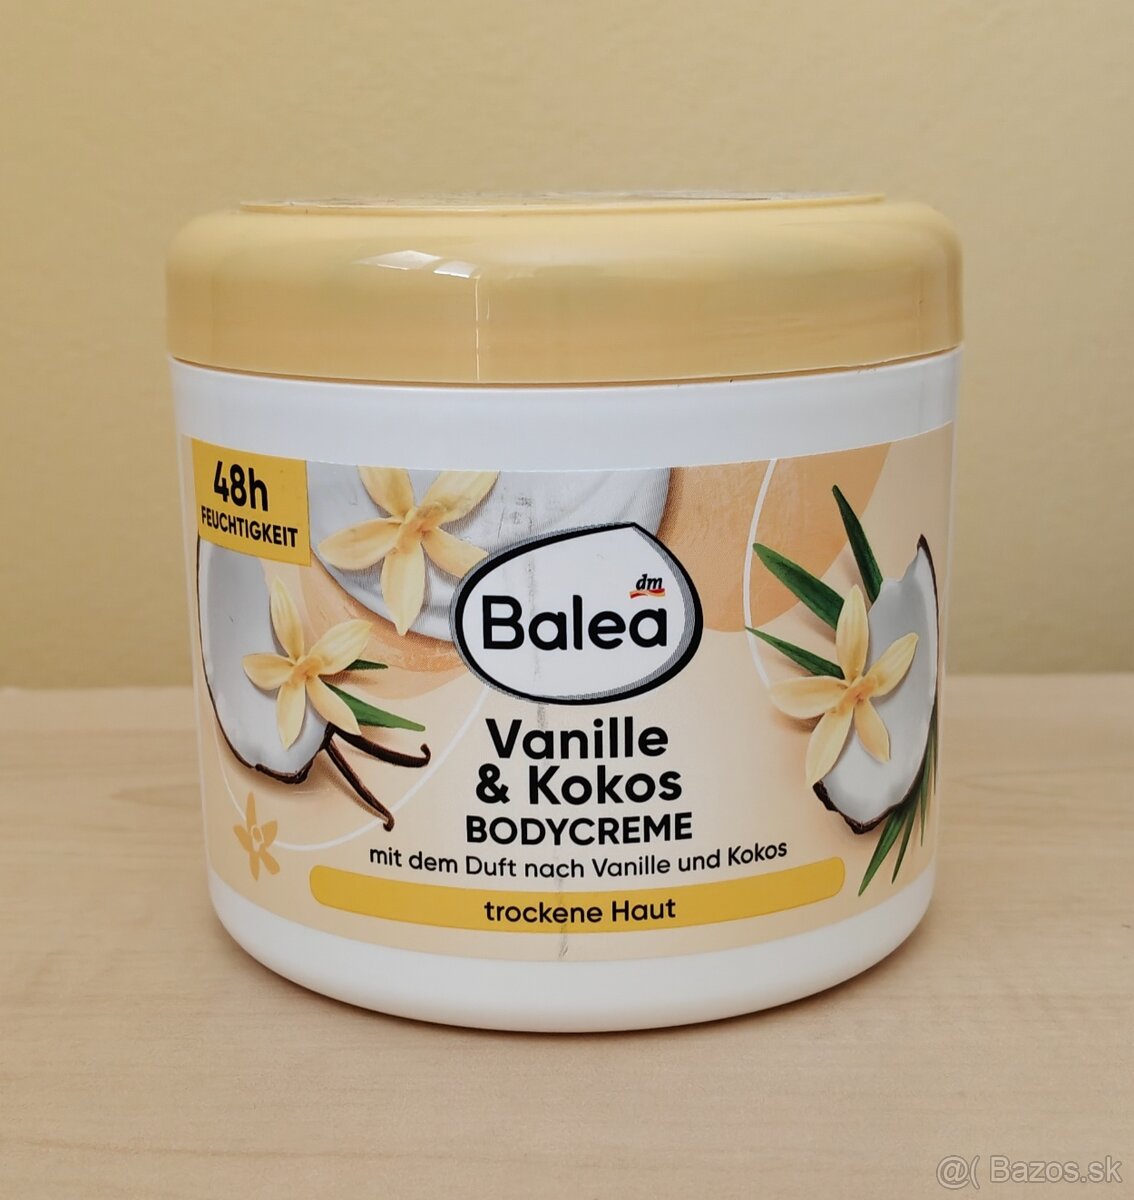 48h
FEUCHTIGKEIT
dm
Balea
Vanille
& Kokos
BODYCREME
mit dem Duft nach Vanille und Kokos
trockene Haut
@( Bazos.sk